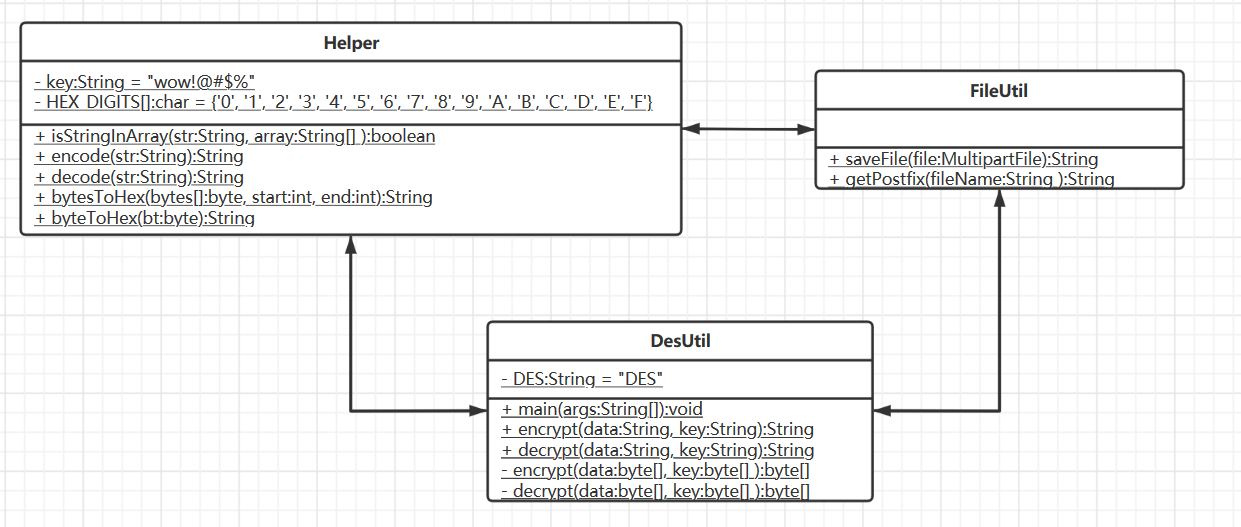 Helper
- key:String = "wow!@#$%"
- HEX_DIGITS[]:char = {'0', '1', '2', '3', '4', '5', '6', '7', '8', '9', 'A', 'B', 'C', 'D', 'E', 'F'}
+ isStringInArray(str:String, array:String[] ):boolean
+ encode(str:String):String
+ decode(str:String):String
+ bytesToHex(bytes[]:byte, start:int, end:int):String
+ byteToHex(bt:byte):String
FileUtil
+ saveFile(file:MultipartFile):String
+ getPostfix(fileName:String ):String
DesUtil
- DES:String = "DES"
+ main(args:String[]):void
+ encrypt(data:String, key:String):String
+ decrypt(data:String, key:String):String
- encrypt(data:byte[], key:byte[] ):byte[]
- decrypt(data:byte[], key:byte[] ):byte[]